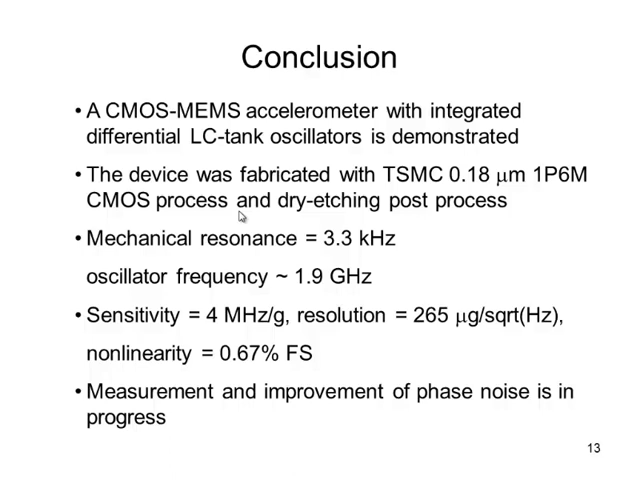 Conclusion
• A CMOS-MEMS accelerometer with integrated
differential LC-tank oscillators is demonstrated
• The device was fabricated with TSMC 0.18 μm 1P6M
CMOS process and dry-etching post process
• Mechanical resonance = 3.3 kHz
oscillator frequency ~ 1.9 GHz
• Sensitivity = 4 MHz/g, resolution = 265 μg/sqrt(Hz),
nonlinearity = 0.67% FS
• Measurement and improvement of phase noise is in
progress
13